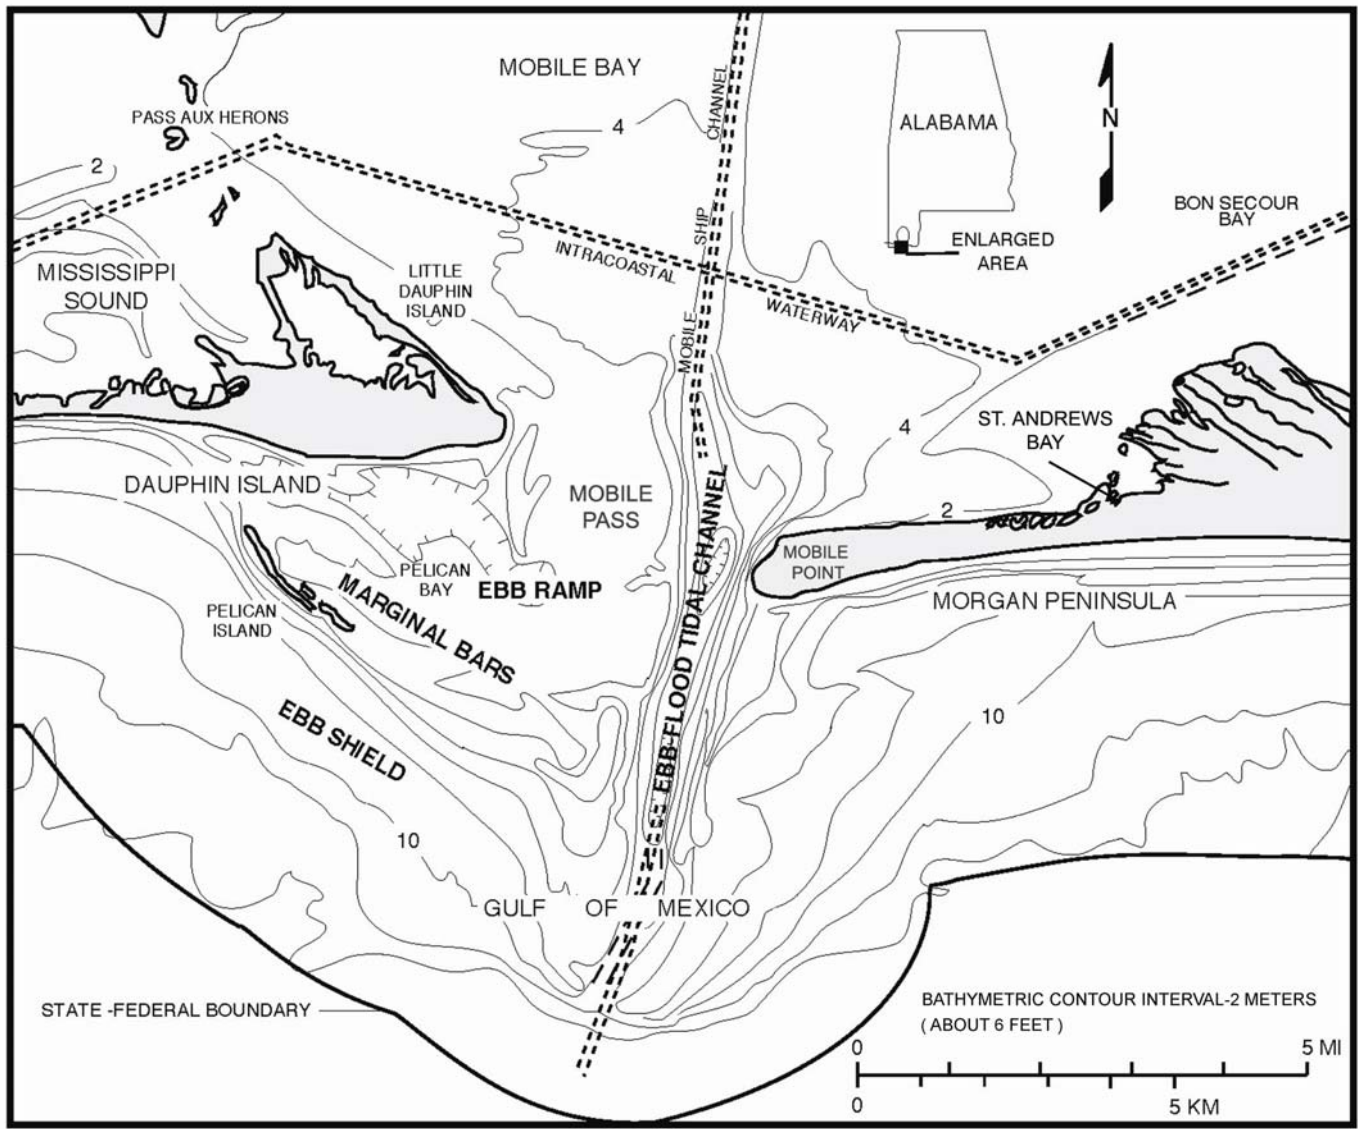 MOBILE BAY
PASS AUX HERONS
4
CHANNEL
SHIP
MOBILE
ALABAMA
N
2
BON SECOUR
BAY
ENLARGED
AREA
MISSISSIPPI
SOUND
LITTLE
DAUPHIN
ISLAND
INTRACOASTAL
WATERWAY
ST. ANDREWS
BAY
4
DAUPHIN ISLAND
MOBILE
PASS
2
MOBILE
POINT
PELICAN
BAY
EBB RAMP
MORGAN PENINSULA
PELICAN
ISLAND
MARGINAL BARS
EBB-FLOOD TIDAL CHANNEL
EBB SHIELD
10
10
GULF OF MEXICO
STATE -FEDERAL BOUNDARY
BATHYMETRIC CONTOUR INTERVAL-2 METERS
( ABOUT 6 FEET )
0 5 MI
0 5 KM